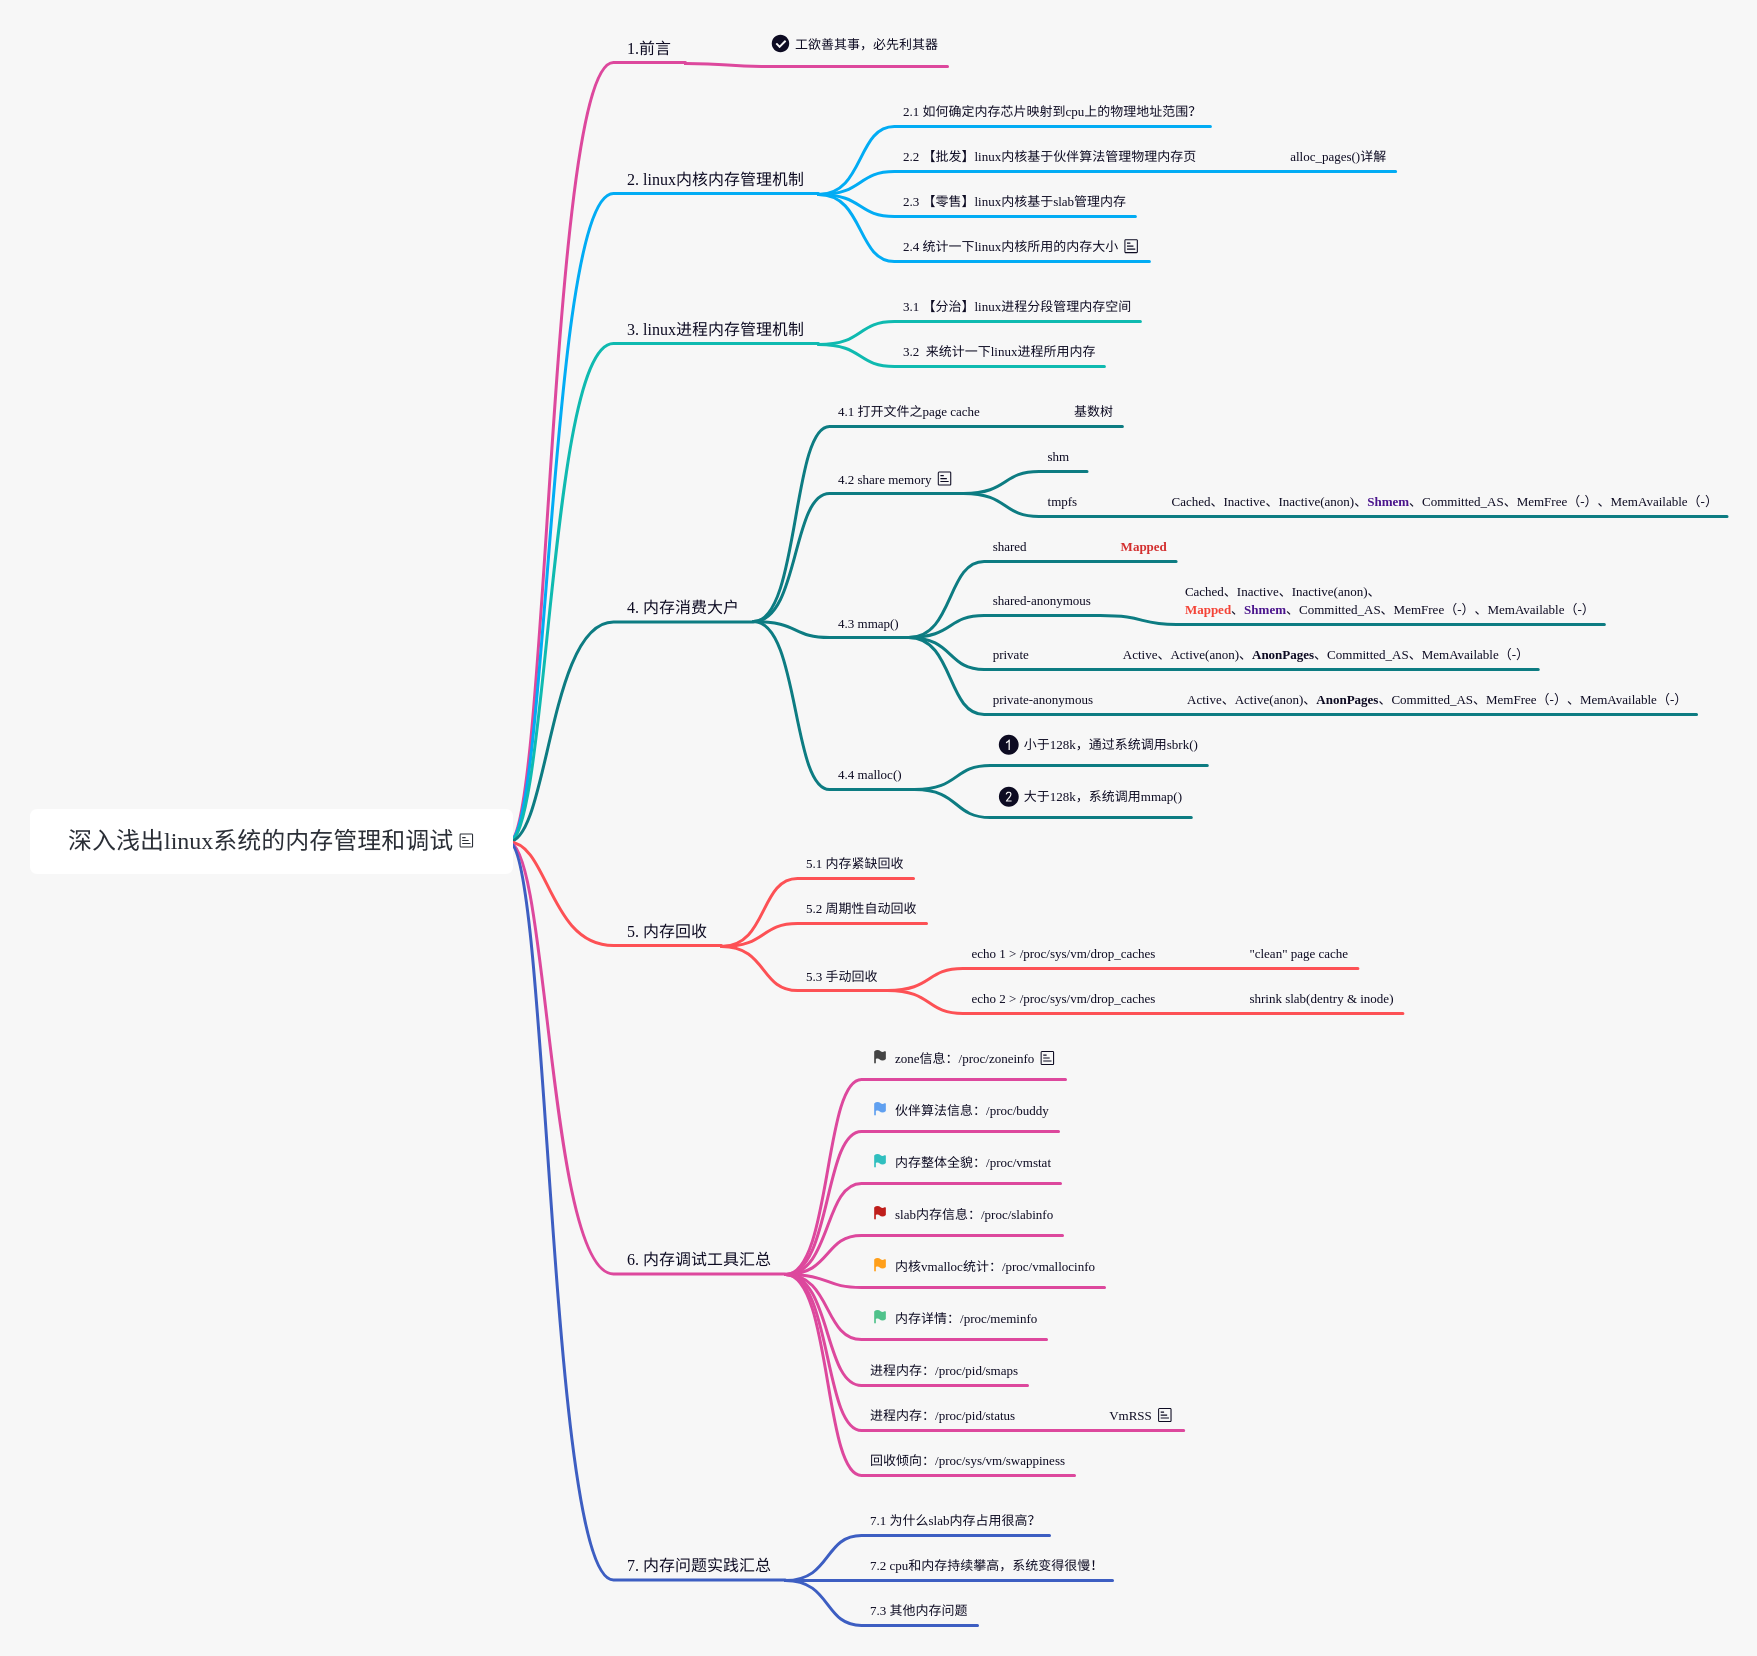 深入浅出linux系统的内存管理和调试
1.前言
工欲善其事，必先利其器
2. linux内核内存管理机制
2.1 如何确定内存芯片映射到cpu上的物理地址范围？
2.2 【批发】linux内核基于伙伴算法管理物理内存页
alloc_pages()详解
2.3 【零售】linux内核基于slab管理内存
2.4 统计一下linux内核所用的内存大小
3. linux进程内存管理机制
3.1 【分治】linux进程分段管理内存空间
3.2  来统计一下linux进程所用内存
4. 内存消费大户
4.1 打开文件之page cache
基数树
4.2 share memory
shm
tmpfs
Cached、Inactive、Inactive(anon)、Shmem、Committed_AS、MemFree（-）、MemAvailable（-）
4.3 mmap()
shared
Mapped
shared-anonymous
Cached、Inactive、Inactive(anon)、
Mapped、Shmem、Committed_AS、MemFree（-）、MemAvailable（-）
private
Active、Active(anon)、AnonPages、Committed_AS、MemAvailable（-）
private-anonymous
Active、Active(anon)、AnonPages、Committed_AS、MemFree（-）、MemAvailable（-）
4.4 malloc()
1 小于128k，通过系统调用sbrk()
2 大于128k，系统调用mmap()
5. 内存回收
5.1 内存紧缺回收
5.2 周期性自动回收
5.3 手动回收
echo 1 > /proc/sys/vm/drop_caches
"clean" page cache
echo 2 > /proc/sys/vm/drop_caches
shrink slab(dentry & inode)
6. 内存调试工具汇总
zone信息：/proc/zoneinfo
伙伴算法信息：/proc/buddy
内存整体全貌：/proc/vmstat
slab内存信息：/proc/slabinfo
内核vmalloc统计：/proc/vmallocinfo
内存详情：/proc/meminfo
进程内存：/proc/pid/smaps
进程内存：/proc/pid/status
VmRSS
回收倾向：/proc/sys/vm/swappiness
7. 内存问题实践汇总
7.1 为什么slab内存占用很高？
7.2 cpu和内存持续攀高，系统变得很慢！
7.3 其他内存问题